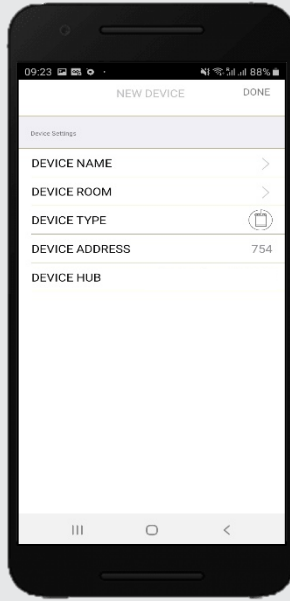 09:23 88%
NEW DEVICE DONE
Device Settings
DEVICE NAME
DEVICE ROOM
DEVICE TYPE
DEVICE ADDRESS 754
DEVICE HUB